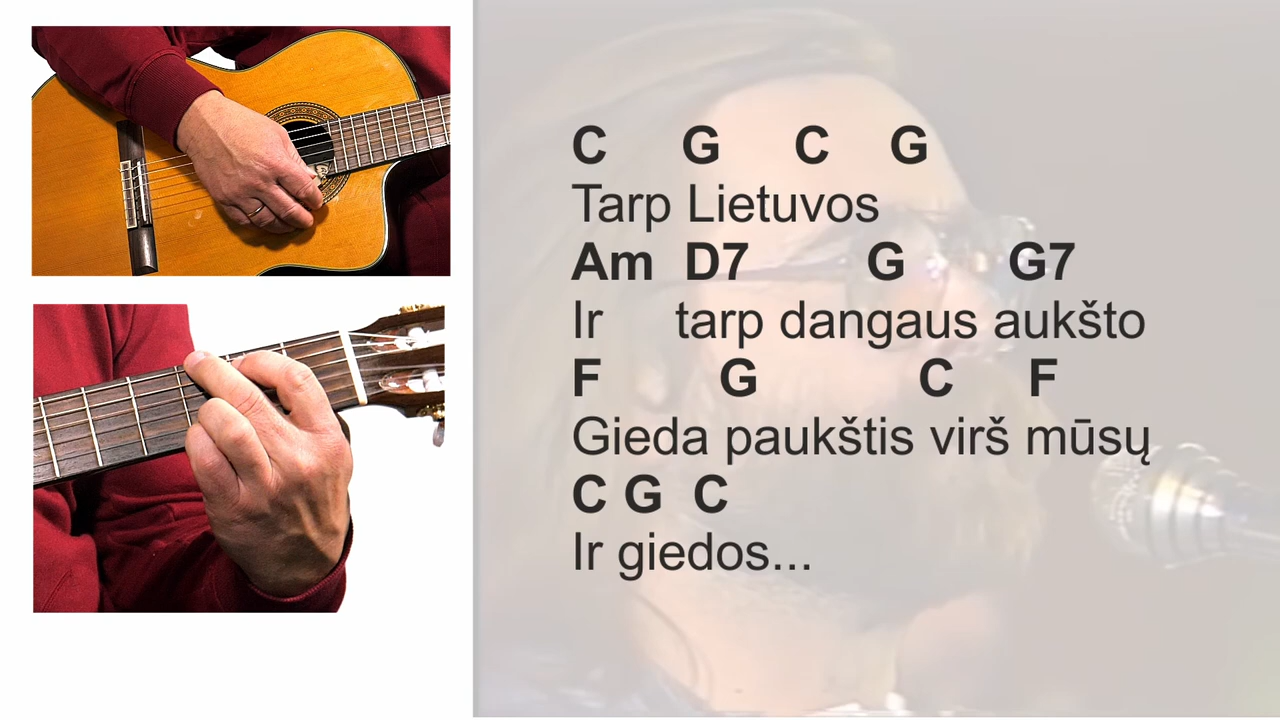 C G C G
Tarp Lietuvos
Am D7 G G7
Ir tarp dangaus aukšto
F G C F
Gieda paukštis virš mūsų
C G C
Ir giedos...